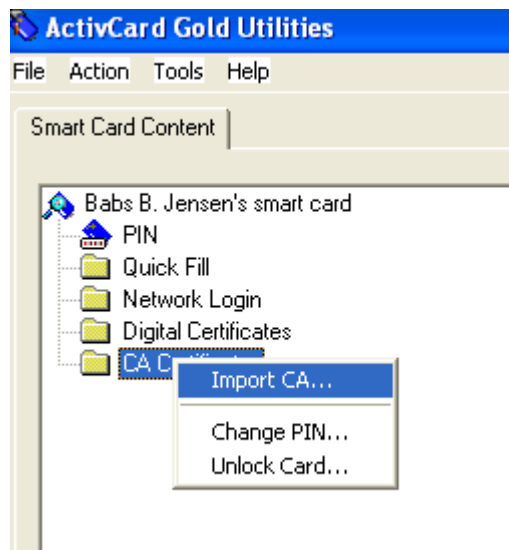 ActivCard Gold Utilities
File Action Tools Help
Smart Card Content
Babs B. Jensen's smart card
PIN
Quick Fill
Network Login
Digital Certificates
CA
Import CA...
Change PIN...
Unlock Card...